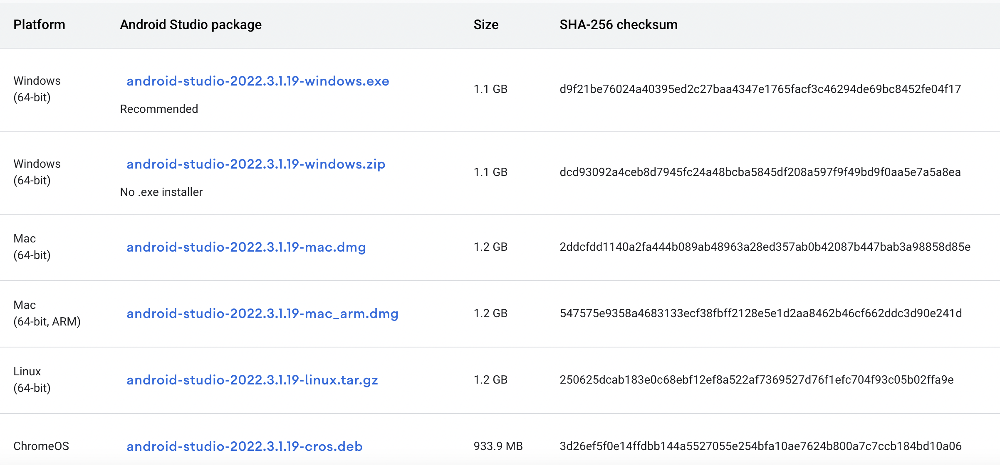 Platform Android Studio package Size SHA-256 checksum
Windows
(64-bit)
android-studio-2022.3.1.19-windows.exe
Recommended
1.1 GB
d9f21be76024a40395ed2c27baa4347e1765facf3c46294de69bc8452fe04f17
Windows
(64-bit)
android-studio-2022.3.1.19-windows.zip
No .exe installer
1.1 GB
dcd93092a4ceb8d7945fc24a48bcba5845df208a597f9f49bd9f0aa5e7a5a8ea
Mac
(64-bit)
android-studio-2022.3.1.19-mac.dmg
1.2 GB
2ddcfdd1140a2fa444b089ab48963a28ed357ab0b42087b447bab3a98858d85e
Mac
(64-bit, ARM)
android-studio-2022.3.1.19-mac_arm.dmg
1.2 GB
547575e9358a4683133ecf38fbff2128e5e1d2aa8462b46cf662ddc3d90e241d
Linux
(64-bit)
android-studio-2022.3.1.19-linux.tar.gz
1.2 GB
250625dcab183e0c68ebf12ef8a522af7369527d76f1efc704f93c05b02ffa9e
ChromeOS
android-studio-2022.3.1.19-cros.deb
933.9 MB
3d26ef5f0e14ffdbb144a5527055e254bfa10ae7624b800a7c7ccb184bd10a06